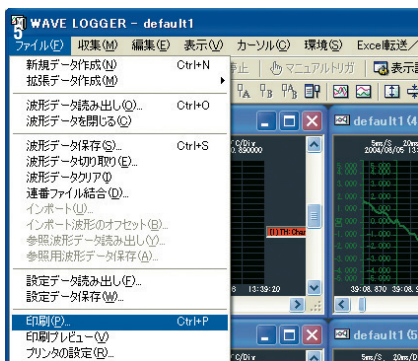 WAVE LOGGER - default1
ファイル(F) 収集(M) 編集(E) 表示(V) カーソル(C) 環境(S) Excel転送/
新規データ作成(N) Ctrl+N
拡張データ作成(M)
マニュアルトリガ 表示
波形データ読み出し(O)... Ctrl+O
波形データを閉じる(C)
default1 (4
波形データ保存(S)... Ctrl+S
波形データ切り取り(E)...
波形データクリア(I)
連番ファイル結合(D)...
インポート(U)...
インポート波形のオフセット(B)...
参照波形データ読み出し(Y)...
参照用波形データ保存(A)...
設定データ読み出し(F)...
設定データ保存(W)...
13:39:20
印刷(P)... Ctrl+P
印刷プレビュー(V)
プリンタの設定(R)...
default1 (5